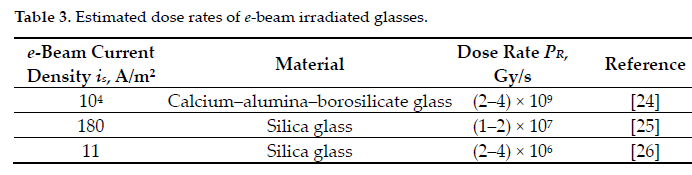 Table 3. Estimated dose rates of e-beam irradiated glasses.
e-Beam Current Density iₛ, A/m² Material Dose Rate Pᴿ, Gy/s Reference
10⁴ Calcium–alumina–borosilicate glass (2–4) × 10⁹ [24]
180 Silica glass (1–2) × 10⁷ [25]
11 Silica glass (2–4) × 10⁶ [26]